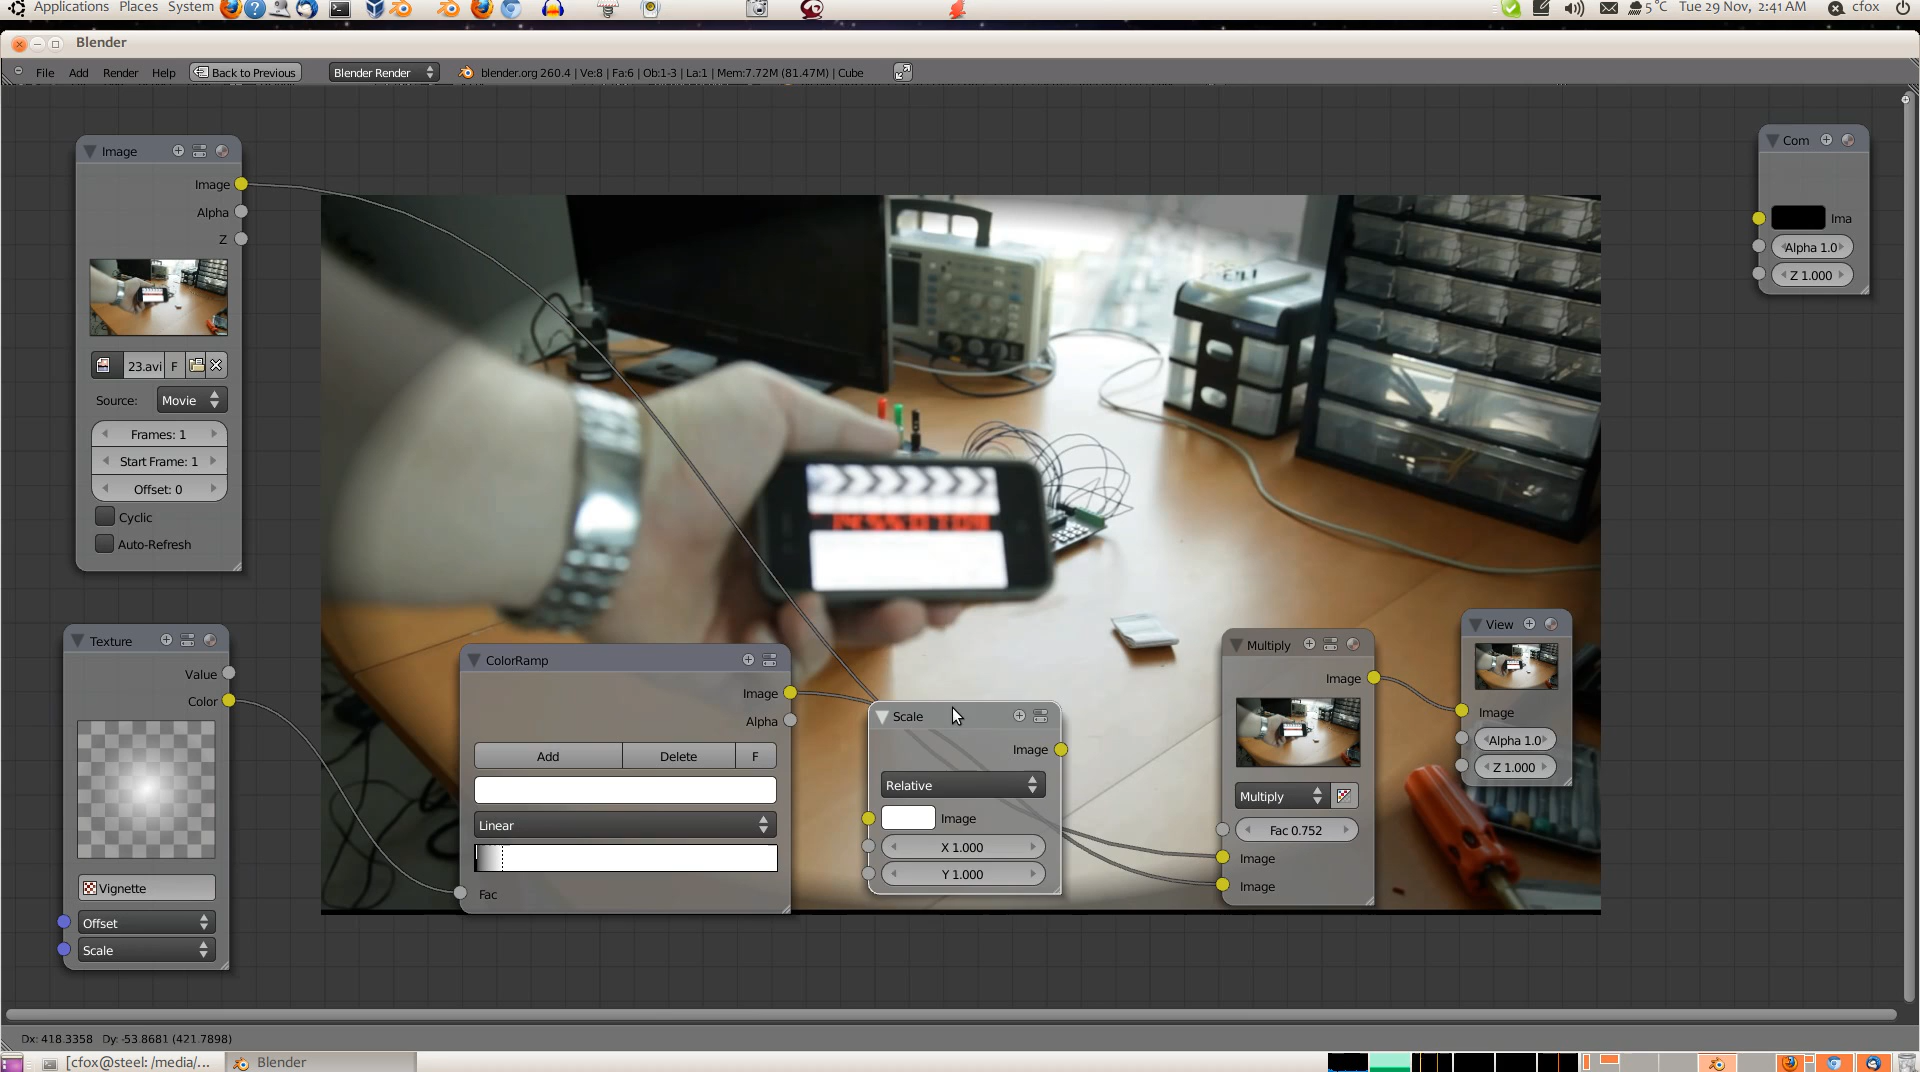 Applications Places System
5 °C Tue 29 Nov, 2:41 AM cfox
Blender
File Add Render Help Back to Previous Blender Render blender.org 260.4 | Ve:8 | Fa:6 | Ob:1-3 | La:1 | Mem:7.72M (81.47M) | Cube
Image
Image
Alpha
Z
23.avi F
Source: Movie
Frames: 1
Start Frame: 1
Offset: 0
Cyclic
Auto-Refresh
Texture
Value
Color
Vignette
Offset
Scale
ColorRamp
Image
Alpha
Add Delete F
Linear
Fac
Scale
Image
Relative
Image
X 1.000
Y 1.000
Multiply
Image
Multiply
Fac 0.752
Image
Image
View
Image
Alpha 1.0
Z 1.000
Com
Ima
Alpha 1.0
Z 1.000
Dx: 418.3358 Dy: -53.8681 (421.7898)
[cfox@steel: /media/... Blender